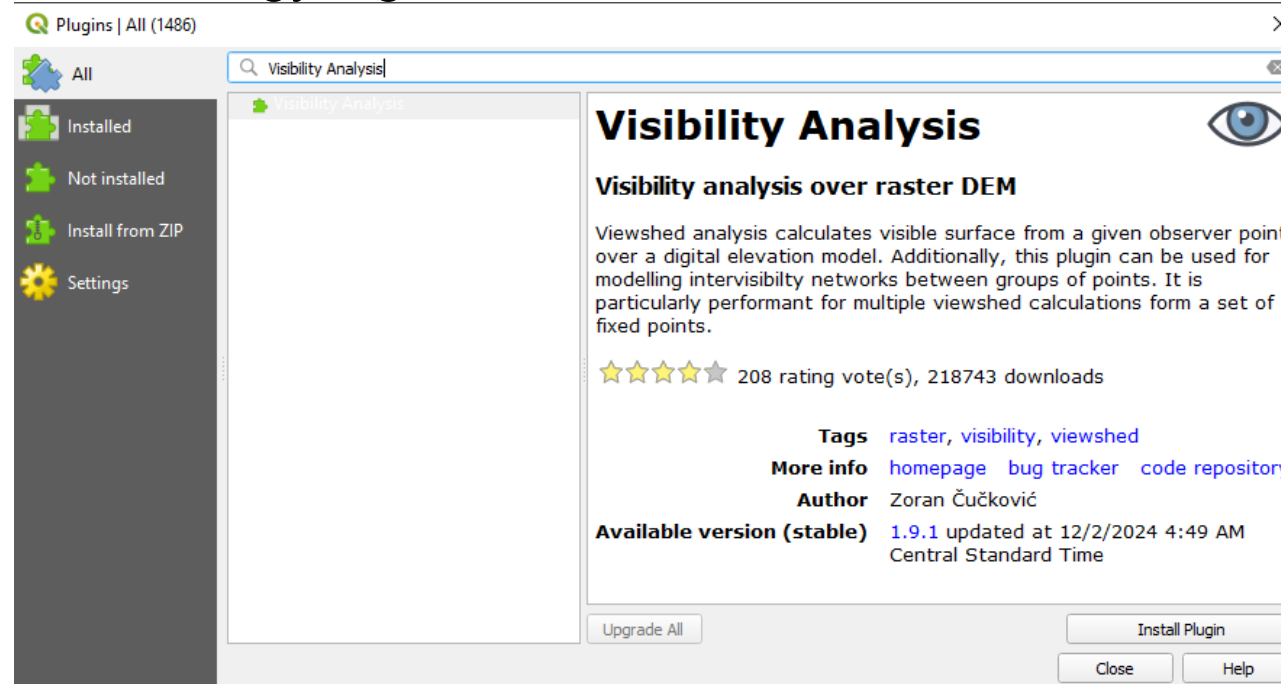 Plugins | All (1486)
All
Visibility Analysis
Installed
Not installed
Install from ZIP
Settings
Visibility Analysis
Visibility Analysis
Visibility analysis over raster DEM
Viewshed analysis calculates visible surface from a given observer point
over a digital elevation model. Additionally, this plugin can be used for
modelling intervisibilty networks between groups of points. It is
particularly performant for multiple viewshed calculations form a set of
fixed points.
208 rating vote(s), 218743 downloads
Tags raster, visibility, viewshed
More info homepage bug tracker code repository
Author Zoran Čučković
Available version (stable) 1.9.1 updated at 12/2/2024 4:49 AM
Central Standard Time
Upgrade All
Install Plugin
Close
Help